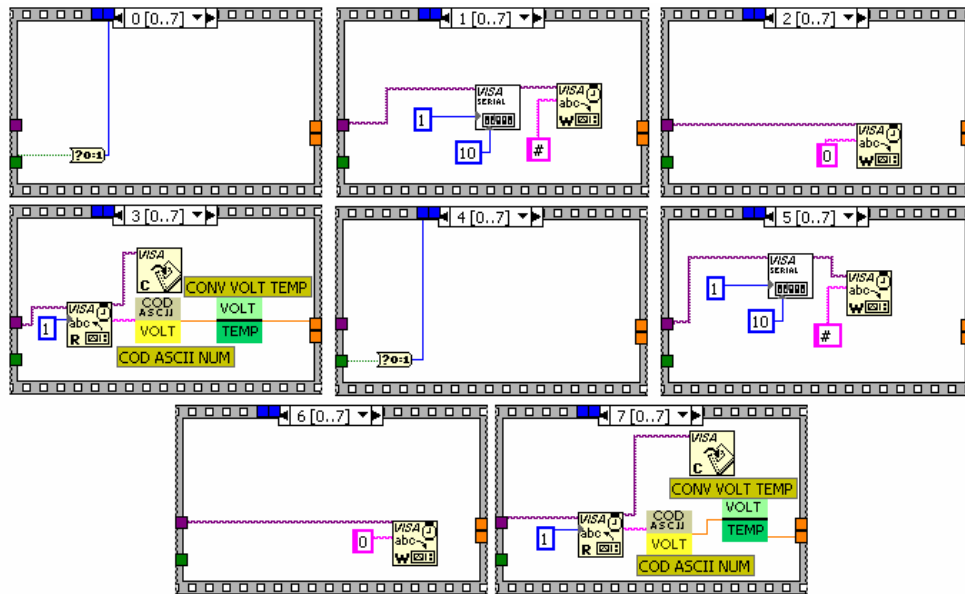 0 [0..7]
?0:1
1 [0..7]
VISA
SERIAL
1
10
VISA
abc
W
#
2 [0..7]
VISA
abc
W
0
3 [0..7]
VISA
C
CONV VOLT TEMP
VISA
abc
R
1
COD
ASCII
VOLT
VOLT
TEMP
COD ASCII NUM
4 [0..7]
?0:1
5 [0..7]
VISA
SERIAL
1
10
VISA
abc
W
#
6 [0..7]
VISA
abc
W
0
7 [0..7]
VISA
C
CONV VOLT TEMP
VISA
abc
R
1
COD
ASCII
VOLT
VOLT
TEMP
COD ASCII NUM